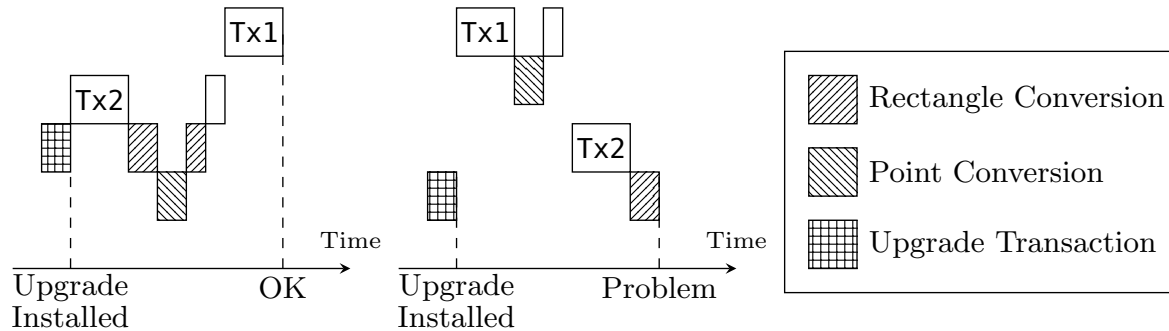 Tx1
Tx2
Time
Upgrade
Installed
OK
Tx1
Tx2
Time
Upgrade
Installed
Problem
Rectangle Conversion
Point Conversion
Upgrade Transaction